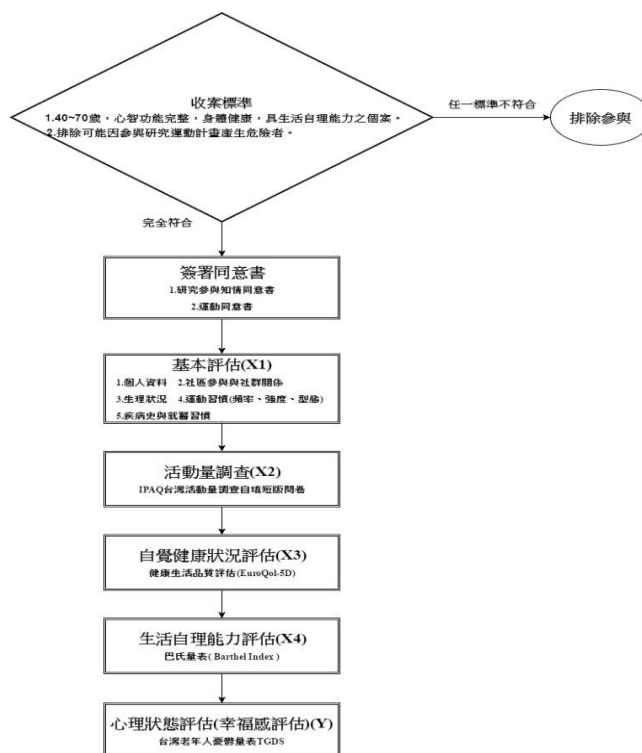 收案標準
1.40~70歲，心智功能完整，身體健康，具生活自理能力之個案。
2.排除可能因參與研究運動計畫產生危險者。
任一標準不符合
排除參與
完全符合
簽署同意書
1.研究參與知情同意書
2.運動同意書
基本評估(X1)
1.個人資料 2.社區參與與社群關係
3.生理狀況 4.運動習慣(頻率、強度、型態)
5.疾病史與就醫習慣
活動量調查(X2)
IPAQ台灣活動量調查自填短版問卷
自覺健康狀況評估(X3)
健康生活品質評估(EuroQol-5D)
生活自理能力評估(X4)
巴氏量表( Barthel Index )
心理狀態評估(幸福感評估)(Y)
台灣老年人憂鬱量表TGDS